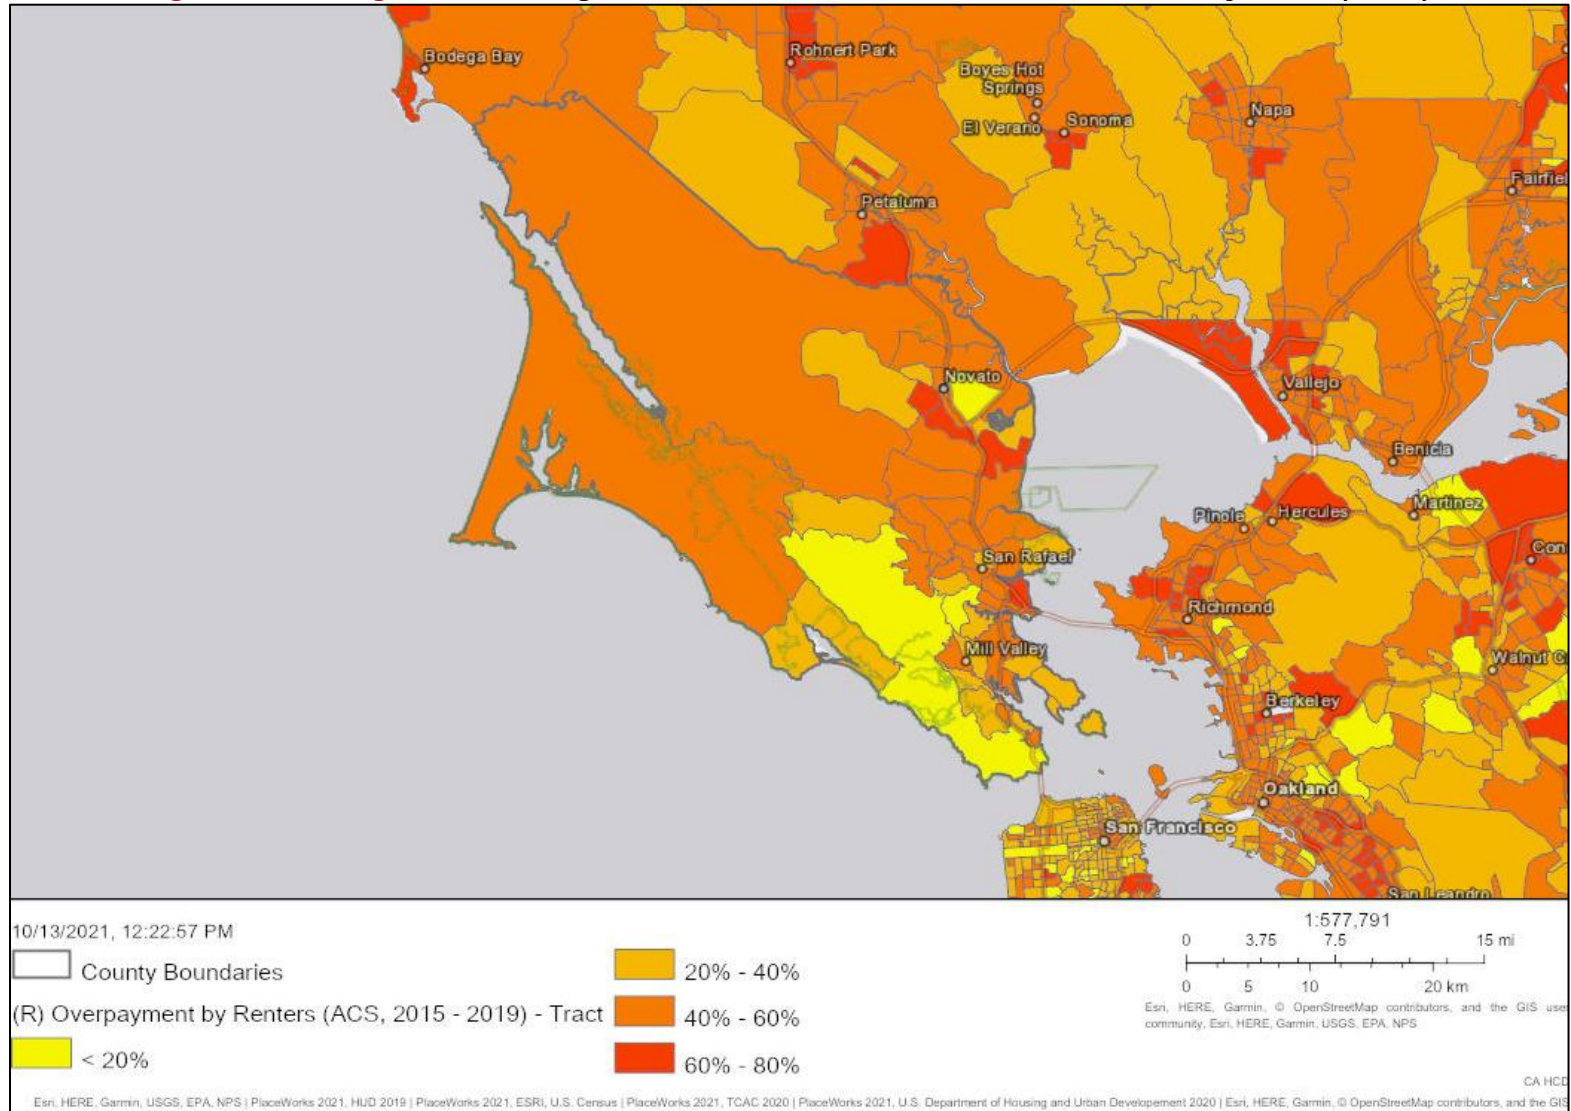 Bodega Bay
Rohnert Park
Boyes Hot
Springs
El Verano
Sonoma
Napa
Fairfiel
Petaluma
Novato
Vallejo
Benicia
Martinez
Pinole
Hercules
Con
San Rafael
Richmond
Mill Valley
Walnut C
Berkeley
Oakland
San Francisco
San Leandro
10/13/2021, 12:22:57 PM
County Boundaries
(R) Overpayment by Renters (ACS, 2015 - 2019) - Tract
< 20%
20% - 40%
40% - 60%
60% - 80%
1:577,791
0 3.75 7.5 15 mi
0 5 10 20 km
Esri, HERE, Garmin, © OpenStreetMap contributors, and the GIS user
community, Esri, HERE, Garmin, USGS, EPA, NPS
CA HCD
Esri, HERE, Garmin, USGS, EPA, NPS | PlaceWorks 2021, HUD 2019 | PlaceWorks 2021, ESRI, U.S. Census | PlaceWorks 2021, TCAC 2020 | PlaceWorks 2021, U.S. Department of Housing and Urban Developement 2020 | Esri, HERE, Garmin, © OpenStreetMap contributors, and the GIS